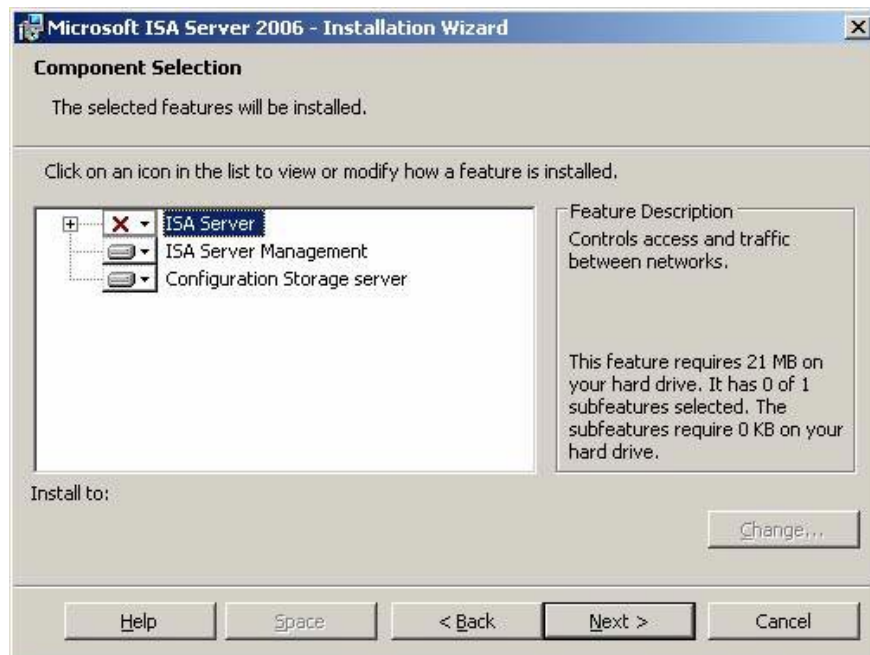 Microsoft ISA Server 2006 - Installation Wizard
Component Selection
The selected features will be installed.
Click on an icon in the list to view or modify how a feature is installed.
ISA Server
ISA Server Management
Configuration Storage server
Feature Description
Controls access and traffic
between networks.
This feature requires 21 MB on
your hard drive. It has 0 of 1
subfeatures selected. The
subfeatures require 0 KB on your
hard drive.
Install to:
Change...
Help
Space
< Back
Next >
Cancel